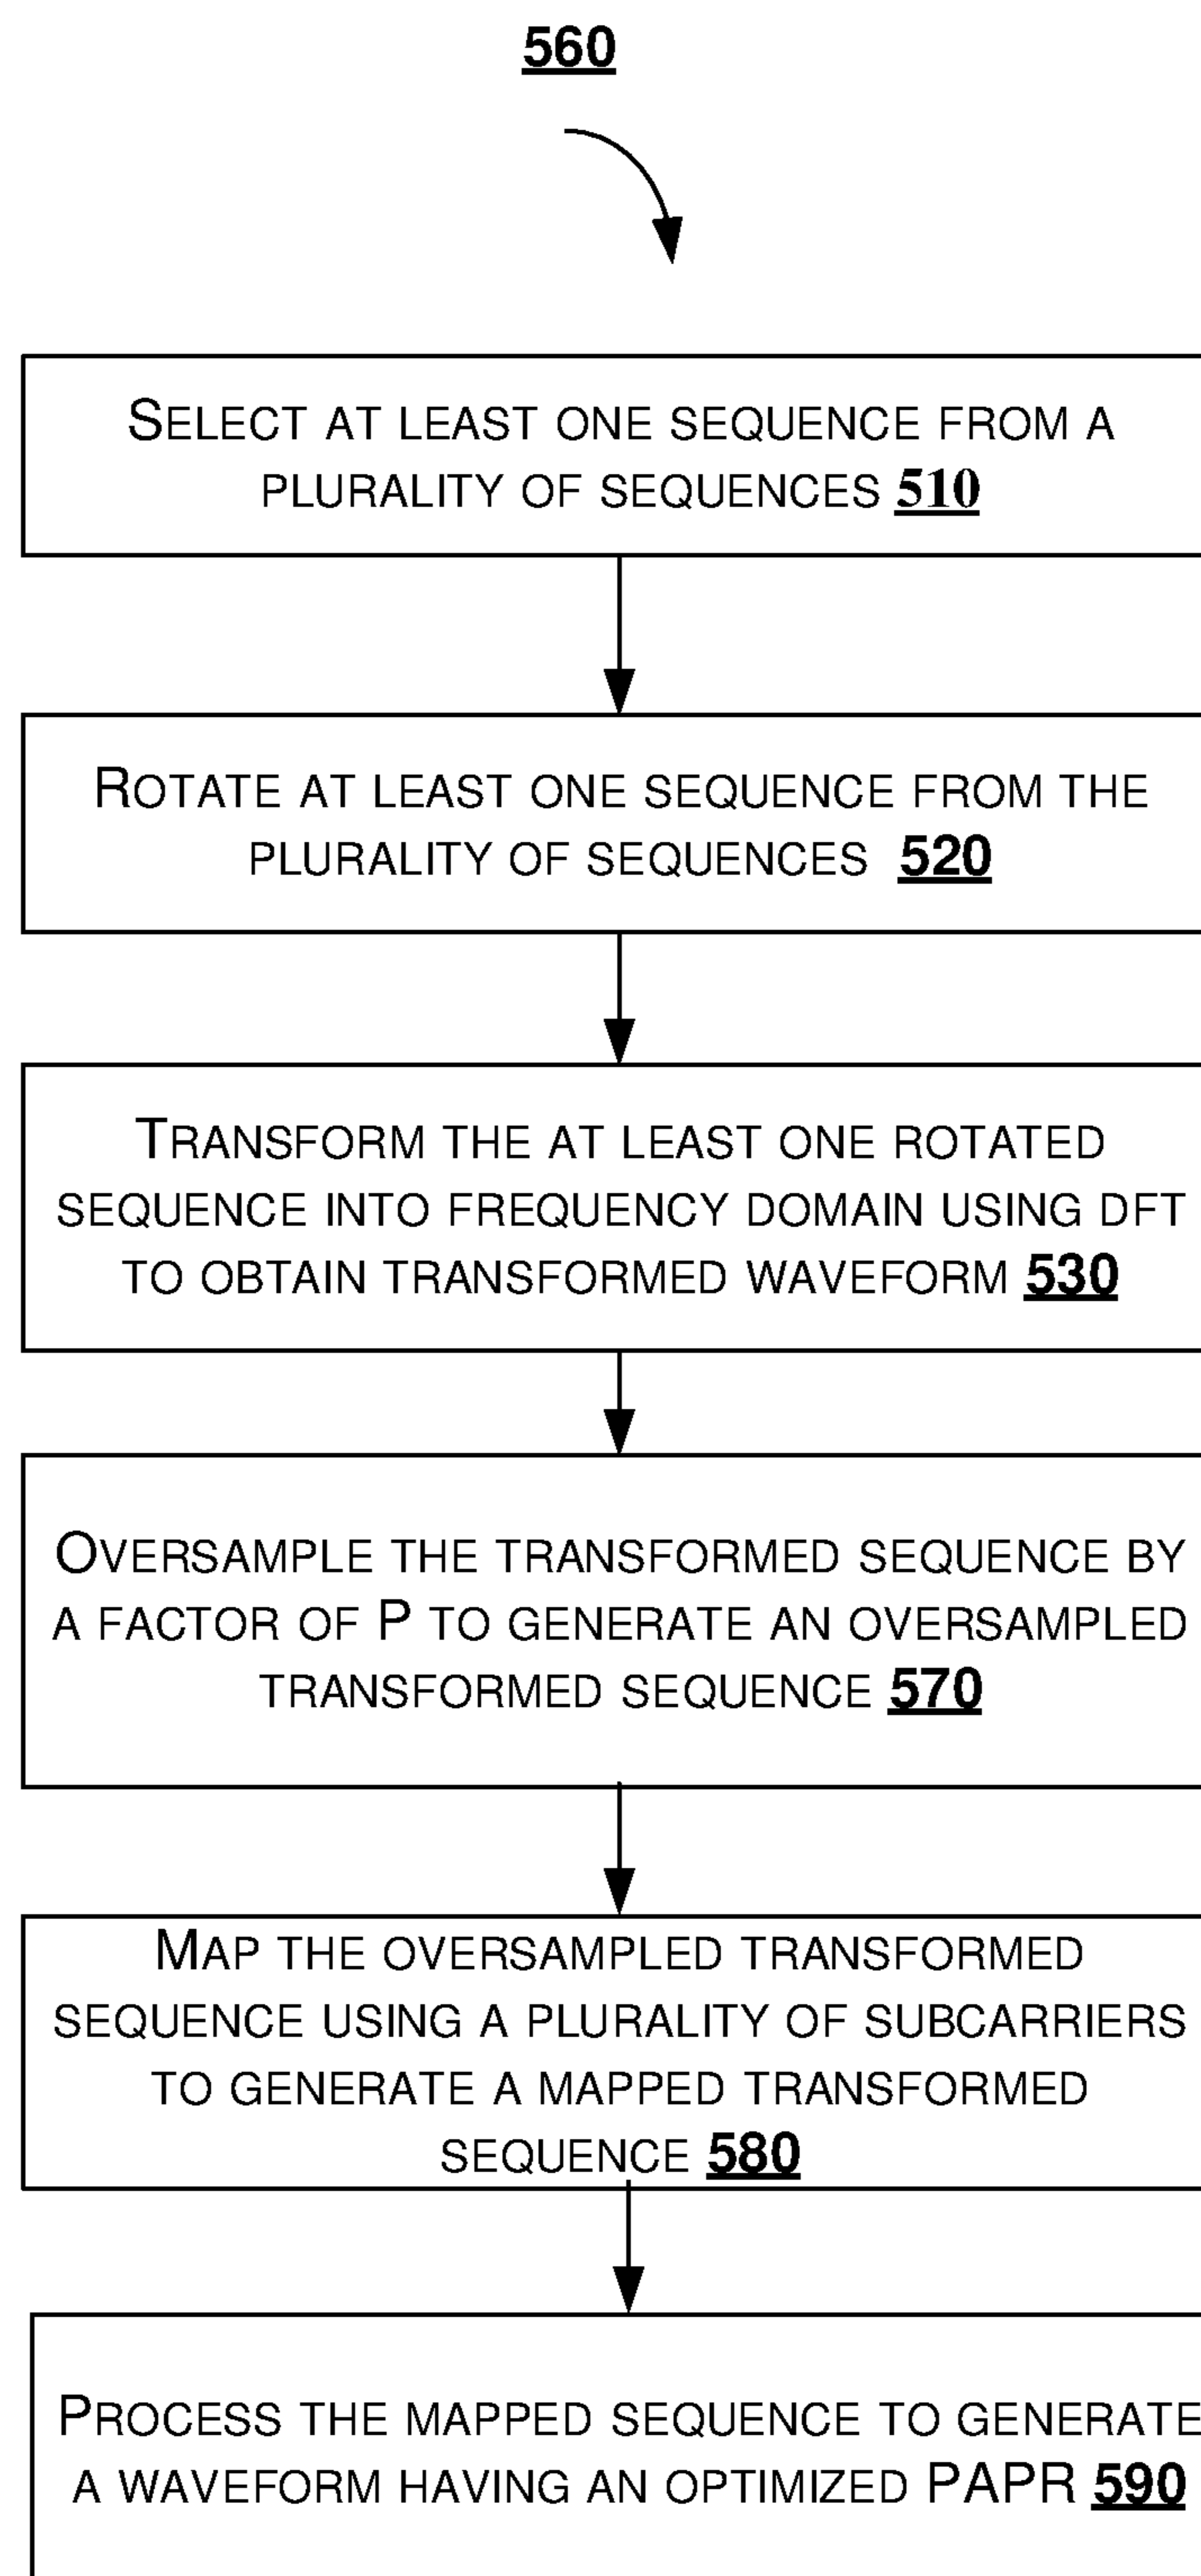 560
SELECT AT LEAST ONE SEQUENCE FROM A
PLURALITY OF SEQUENCES 510
ROTATE AT LEAST ONE SEQUENCE FROM THE
PLURALITY OF SEQUENCES 520
TRANSFORM THE AT LEAST ONE ROTATED
SEQUENCE INTO FREQUENCY DOMAIN USING DFT
TO OBTAIN TRANSFORMED WAVEFORM 530
OVERSAMPLE THE TRANSFORMED SEQUENCE BY
A FACTOR OF P TO GENERATE AN OVERSAMPLED
TRANSFORMED SEQUENCE 570
MAP THE OVERSAMPLED TRANSFORMED
SEQUENCE USING A PLURALITY OF SUBCARRIERS
TO GENERATE A MAPPED TRANSFORMED
SEQUENCE 580
PROCESS THE MAPPED SEQUENCE TO GENERATE
A WAVEFORM HAVING AN OPTIMIZED PAPR 590